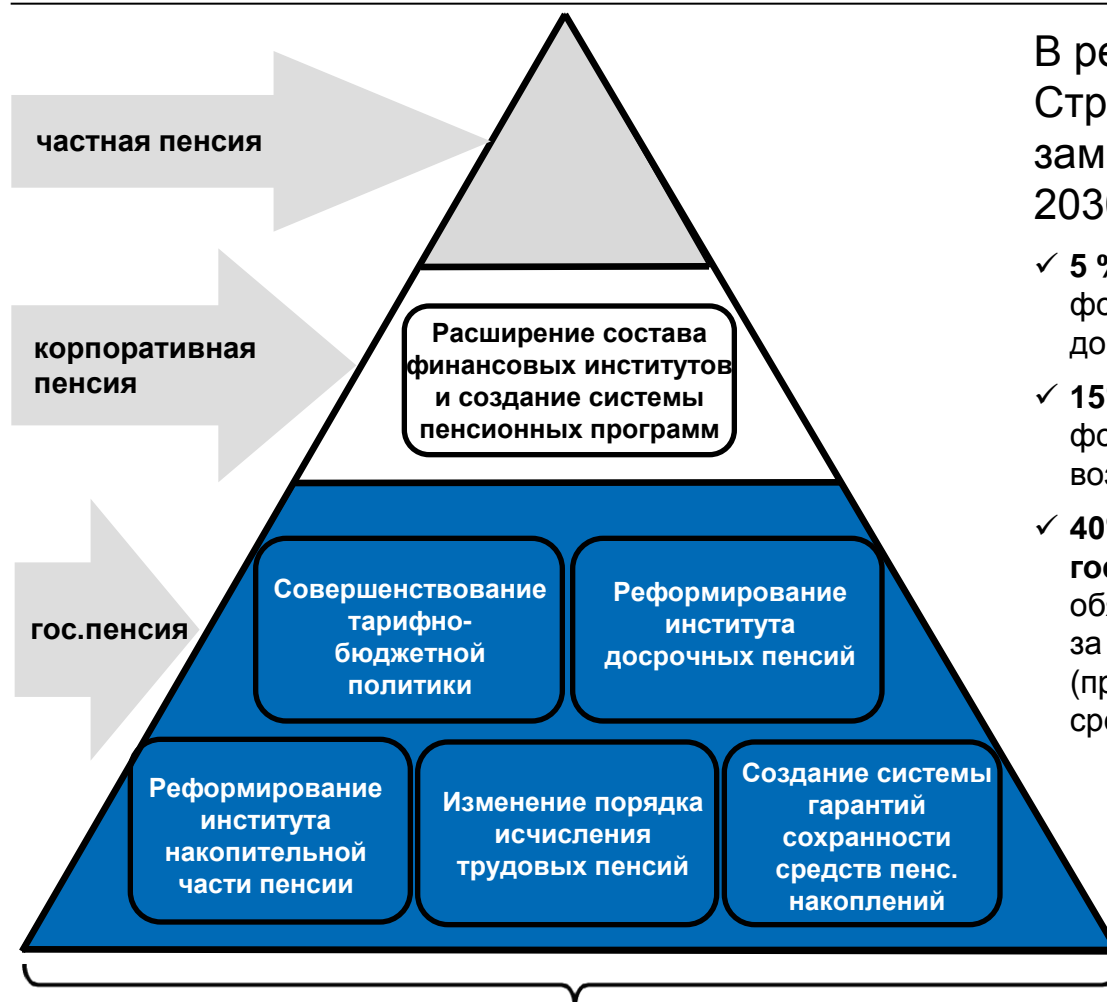 частная пенсия
корпоративная
пенсия
гос.пенсия
Расширение состава
финансовых институтов
и создание системы
пенсионных программ
Совершенствование
тарифно-
бюджетной
политики
Реформирование
института
досрочных пенсий
Реформирование
института
накопительной
части пенсии
Изменение порядка
исчисления
трудовых пенсий
Создание системы
гарантий
сохранности
средств пенс.
накоплений
В ре
Стр
зам
2030
✓ 5 %
фо
до
✓ 15
фо
воз
✓ 40
гос
обя
за
(пр
сре